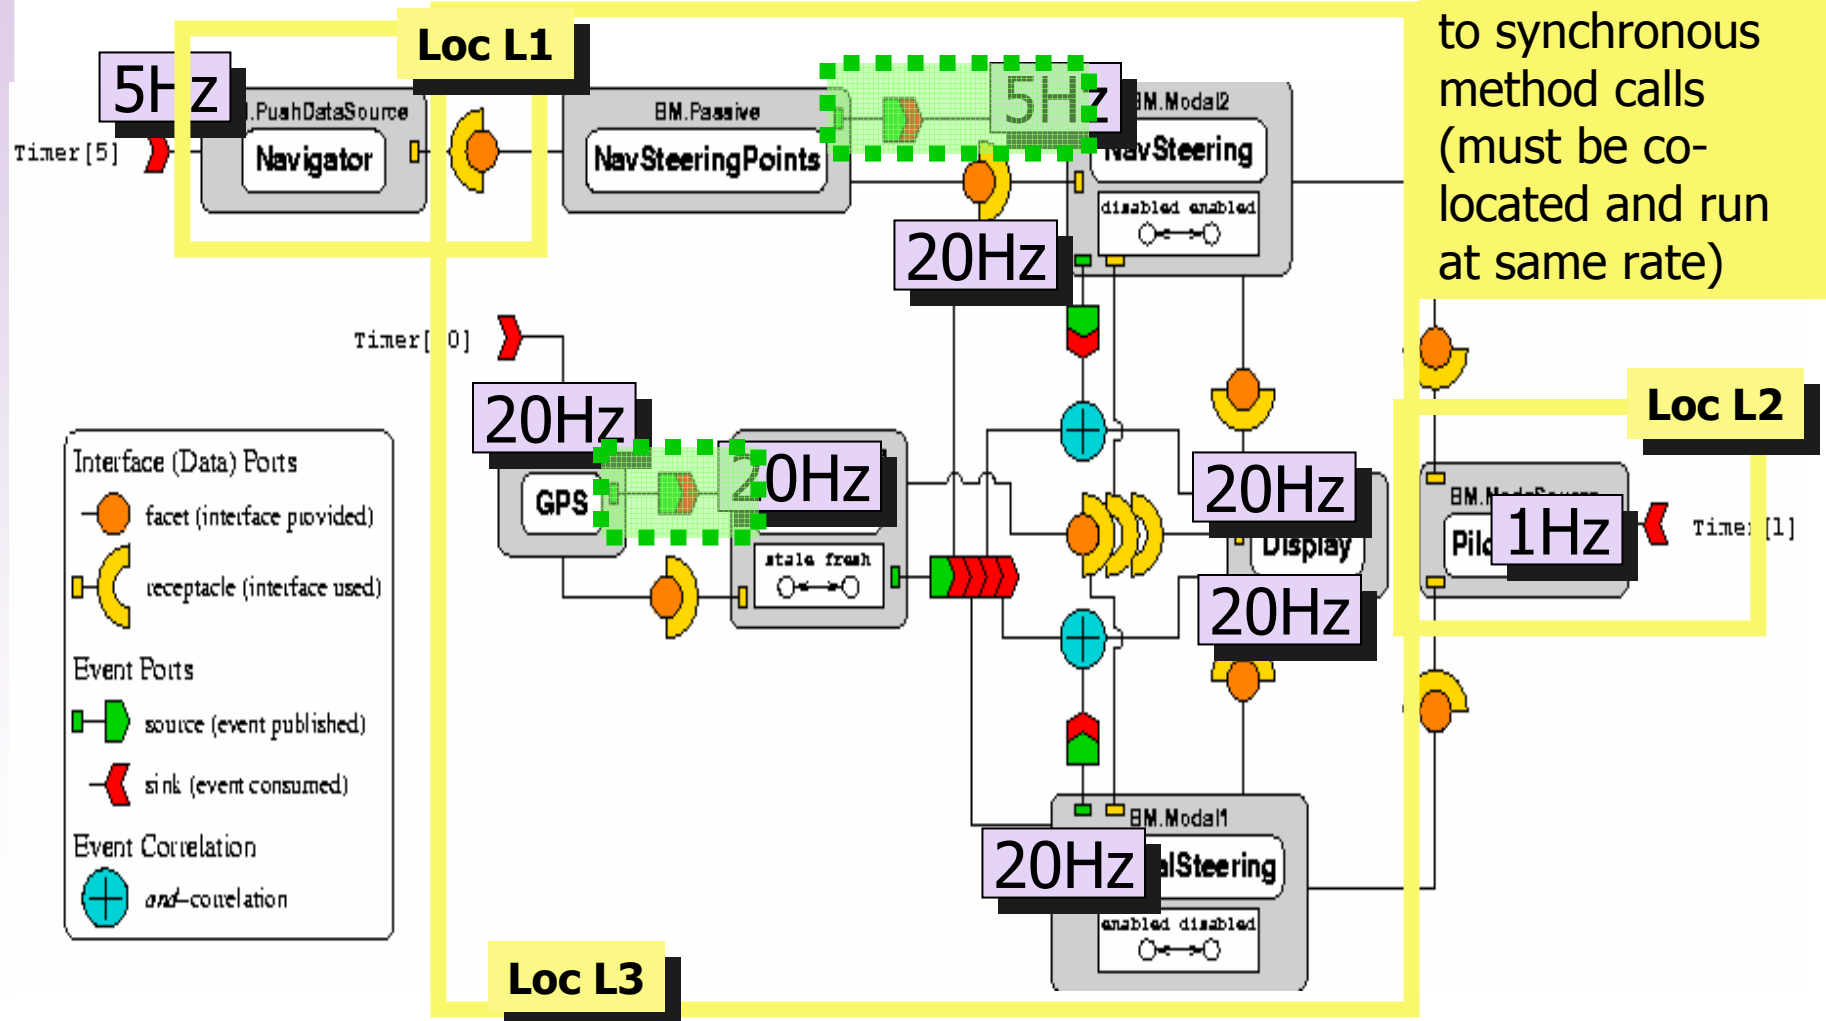 to synchronous
method calls
(must be co-
located and run
at same rate)
Loc L1
5Hz
.PushDataSource
Navigator
Timer[5]
BM.Passive
NavSteeringPoints
5Hz
BM.Modal2
NavSteering
disabled enabled
20Hz
20Hz
GPS
20Hz
stale fresh
20Hz
Display
20Hz
Loc L2
1Hz
Timer[1]
Interface (Data) Ports
facet (interface provided)
receptacle (interface used)
Event Ports
source (event published)
sink (event consumed)
Event Correlation
and-correlation
BM.Modal1
20Hz
alSteering
enabled disabled
Loc L3